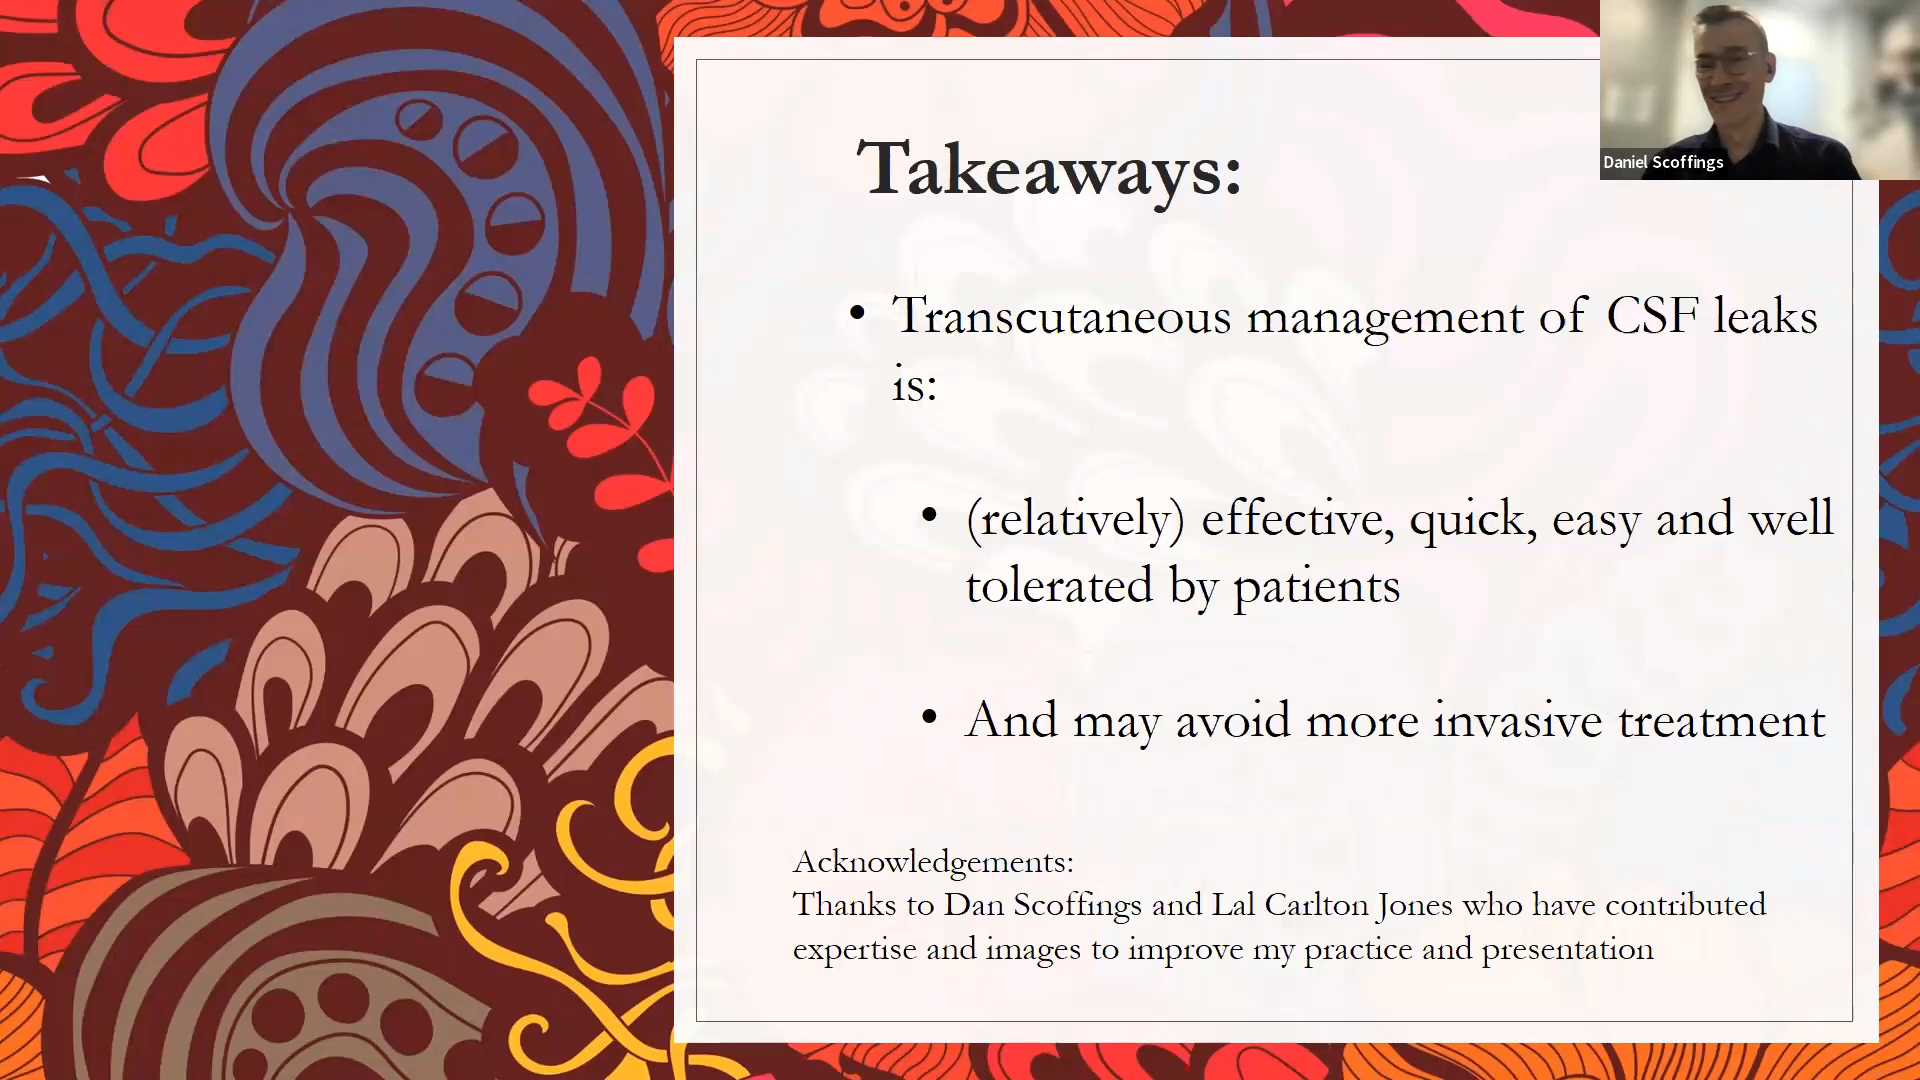 Takeaways:
Daniel Scoffings
• Transcutaneous management of CSF leaks
is:
• (relatively) effective, quick, easy and well
tolerated by patients
• And may avoid more invasive treatment
Acknowledgements:
Thanks to Dan Scoffings and Lal Carlton Jones who have contributed
expertise and images to improve my practice and presentation